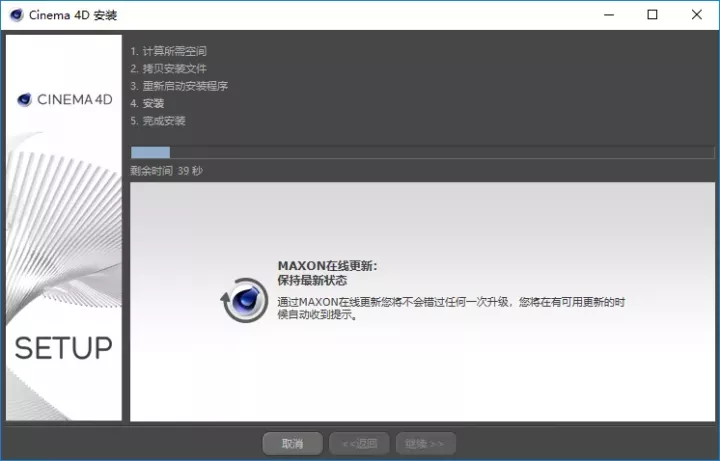 Cinema 4D 安装
CINEMA 4D
SETUP
1. 计算所需空间
2. 拷贝安装文件
3. 重新启动安装程序
4. 安装
5. 完成安装
剩余时间 39 秒
MAXON在线更新：
保持最新状态
通过MAXON在线更新您将不会错过任何一次升级，您将在有可用更新的时
候自动收到提示。
取消
<<返回
继续 >>